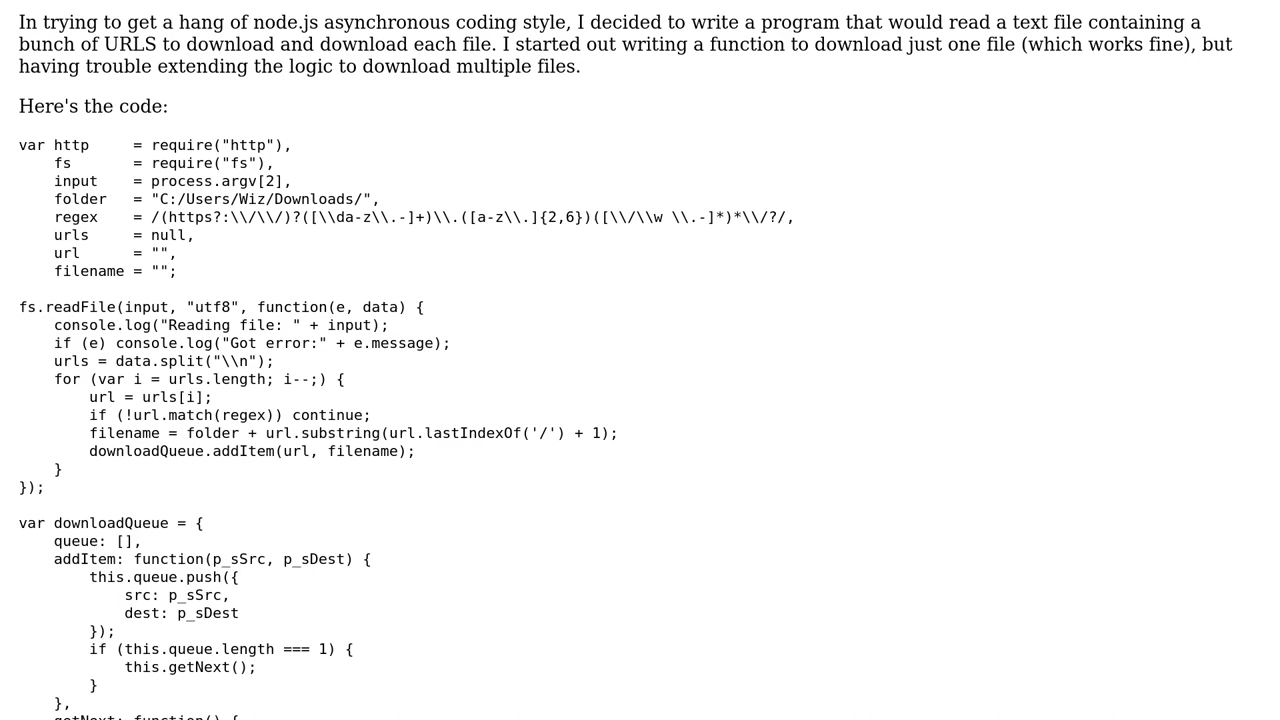 In trying to get a hang of node.js asynchronous coding style, I decided to write a program that would read a text file containing a
bunch of URLS to download and download each file. I started out writing a function to download just one file (which works fine), but
having trouble extending the logic to download multiple files.
Here's the code:
var http     = require("http"),
    fs       = require("fs"),
    input    = process.argv[2],
    folder   = "C:/Users/Wiz/Downloads/",
    regex    = /(https?:\\/\\/)?([\\da-z\\.-]+)\\.([a-z\\.]{2,6})([\\/\\w \\.-]*)*\\/?/,
    urls     = null,
    url      = "",
    filename = "";
fs.readFile(input, "utf8", function(e, data) {
    console.log("Reading file: " + input);
    if (e) console.log("Got error:" + e.message);
    urls = data.split("\\n");
    for (var i = urls.length; i--;) {
        url = urls[i];
        if (!url.match(regex)) continue;
        filename = folder + url.substring(url.lastIndexOf('/') + 1);
        downloadQueue.addItem(url, filename);
    }
});
var downloadQueue = {
    queue: [],
    addItem: function(p_sSrc, p_sDest) {
        this.queue.push({
            src: p_sSrc,
            dest: p_sDest
        });
        if (this.queue.length === 1) {
            this.getNext();
        }
    },
    getNext: function() {